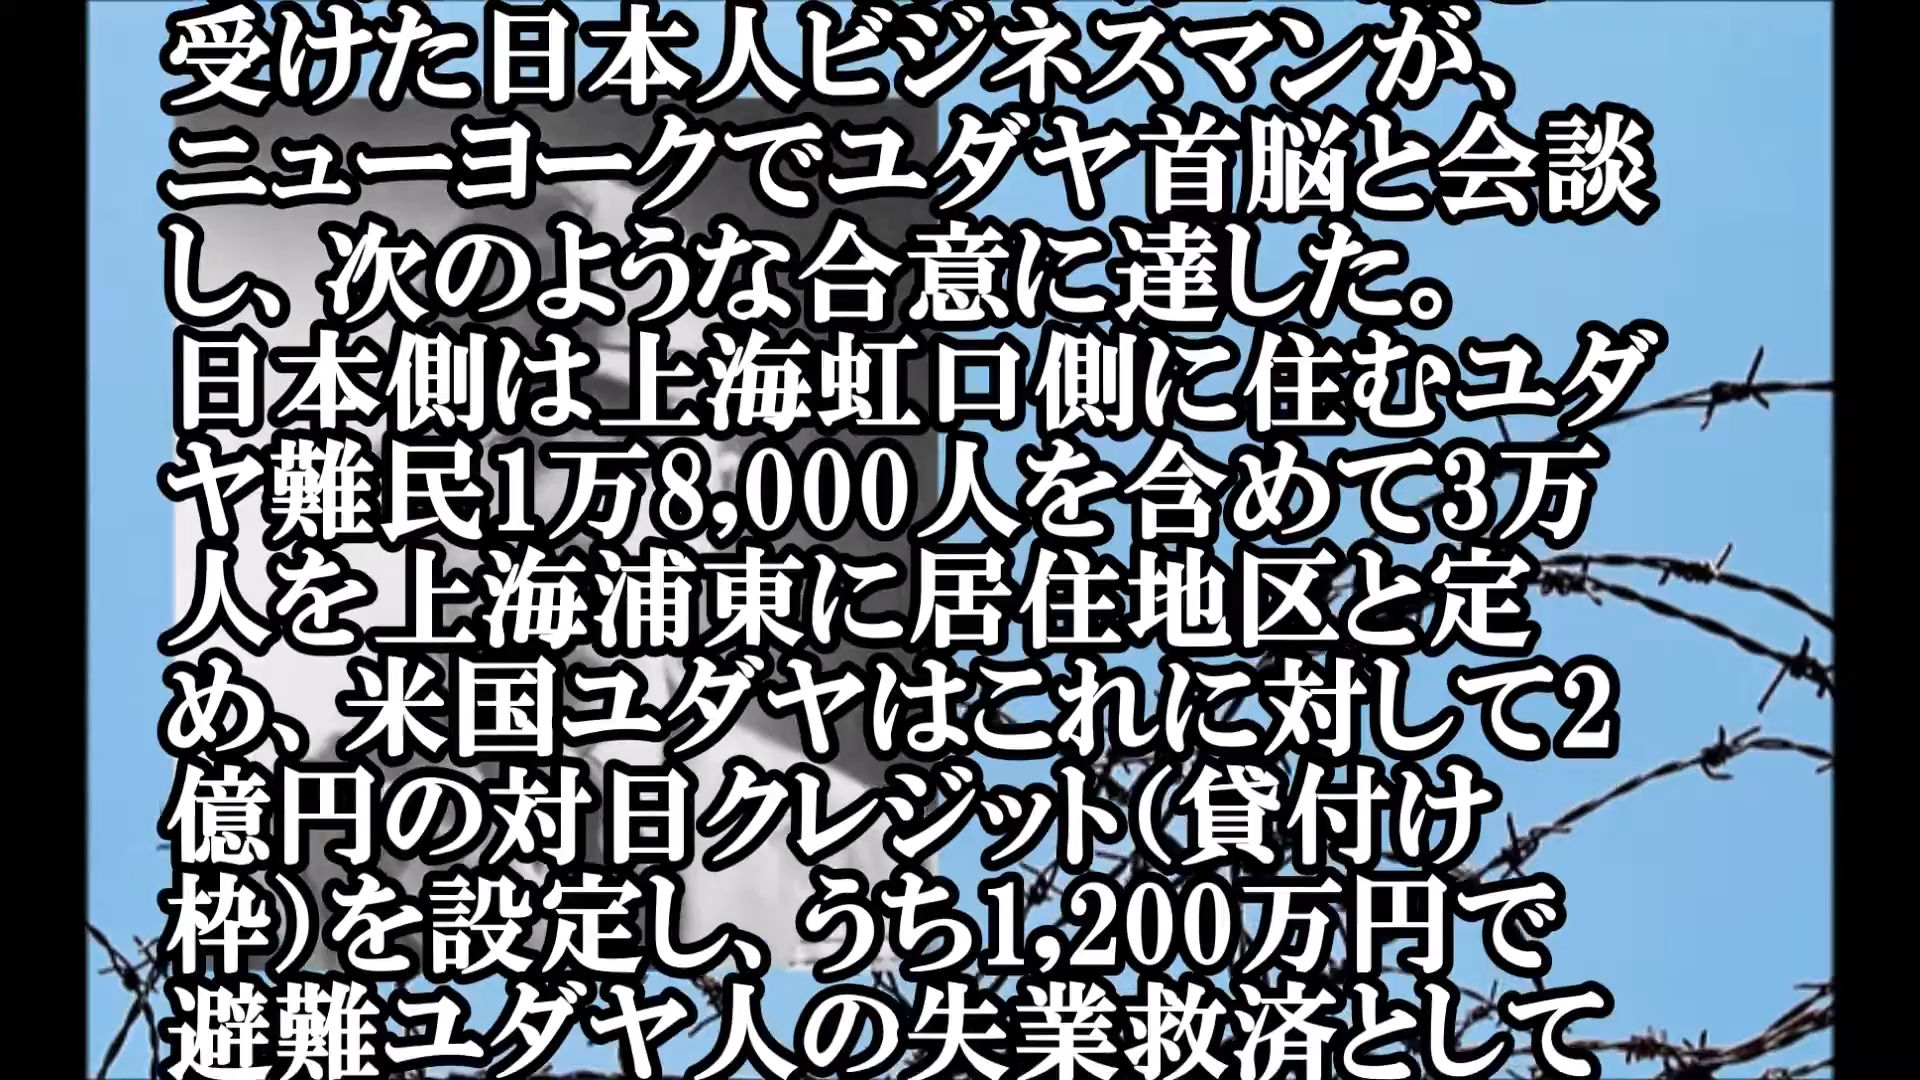 受けた日本人ビジネスマンが、
ニューヨークでユダヤ首脳と会談
し、次のような合意に達した。
日本側は上海虹口側に住むユダ
ヤ難民1万8,000人を含めて3万
人を上海浦東に居住地区と定
め、米国ユダヤはこれに対して2
億円の対日クレジット(貸付け
枠)を設定し、うち1,200万円で
避難ユダヤ人の失業救済として